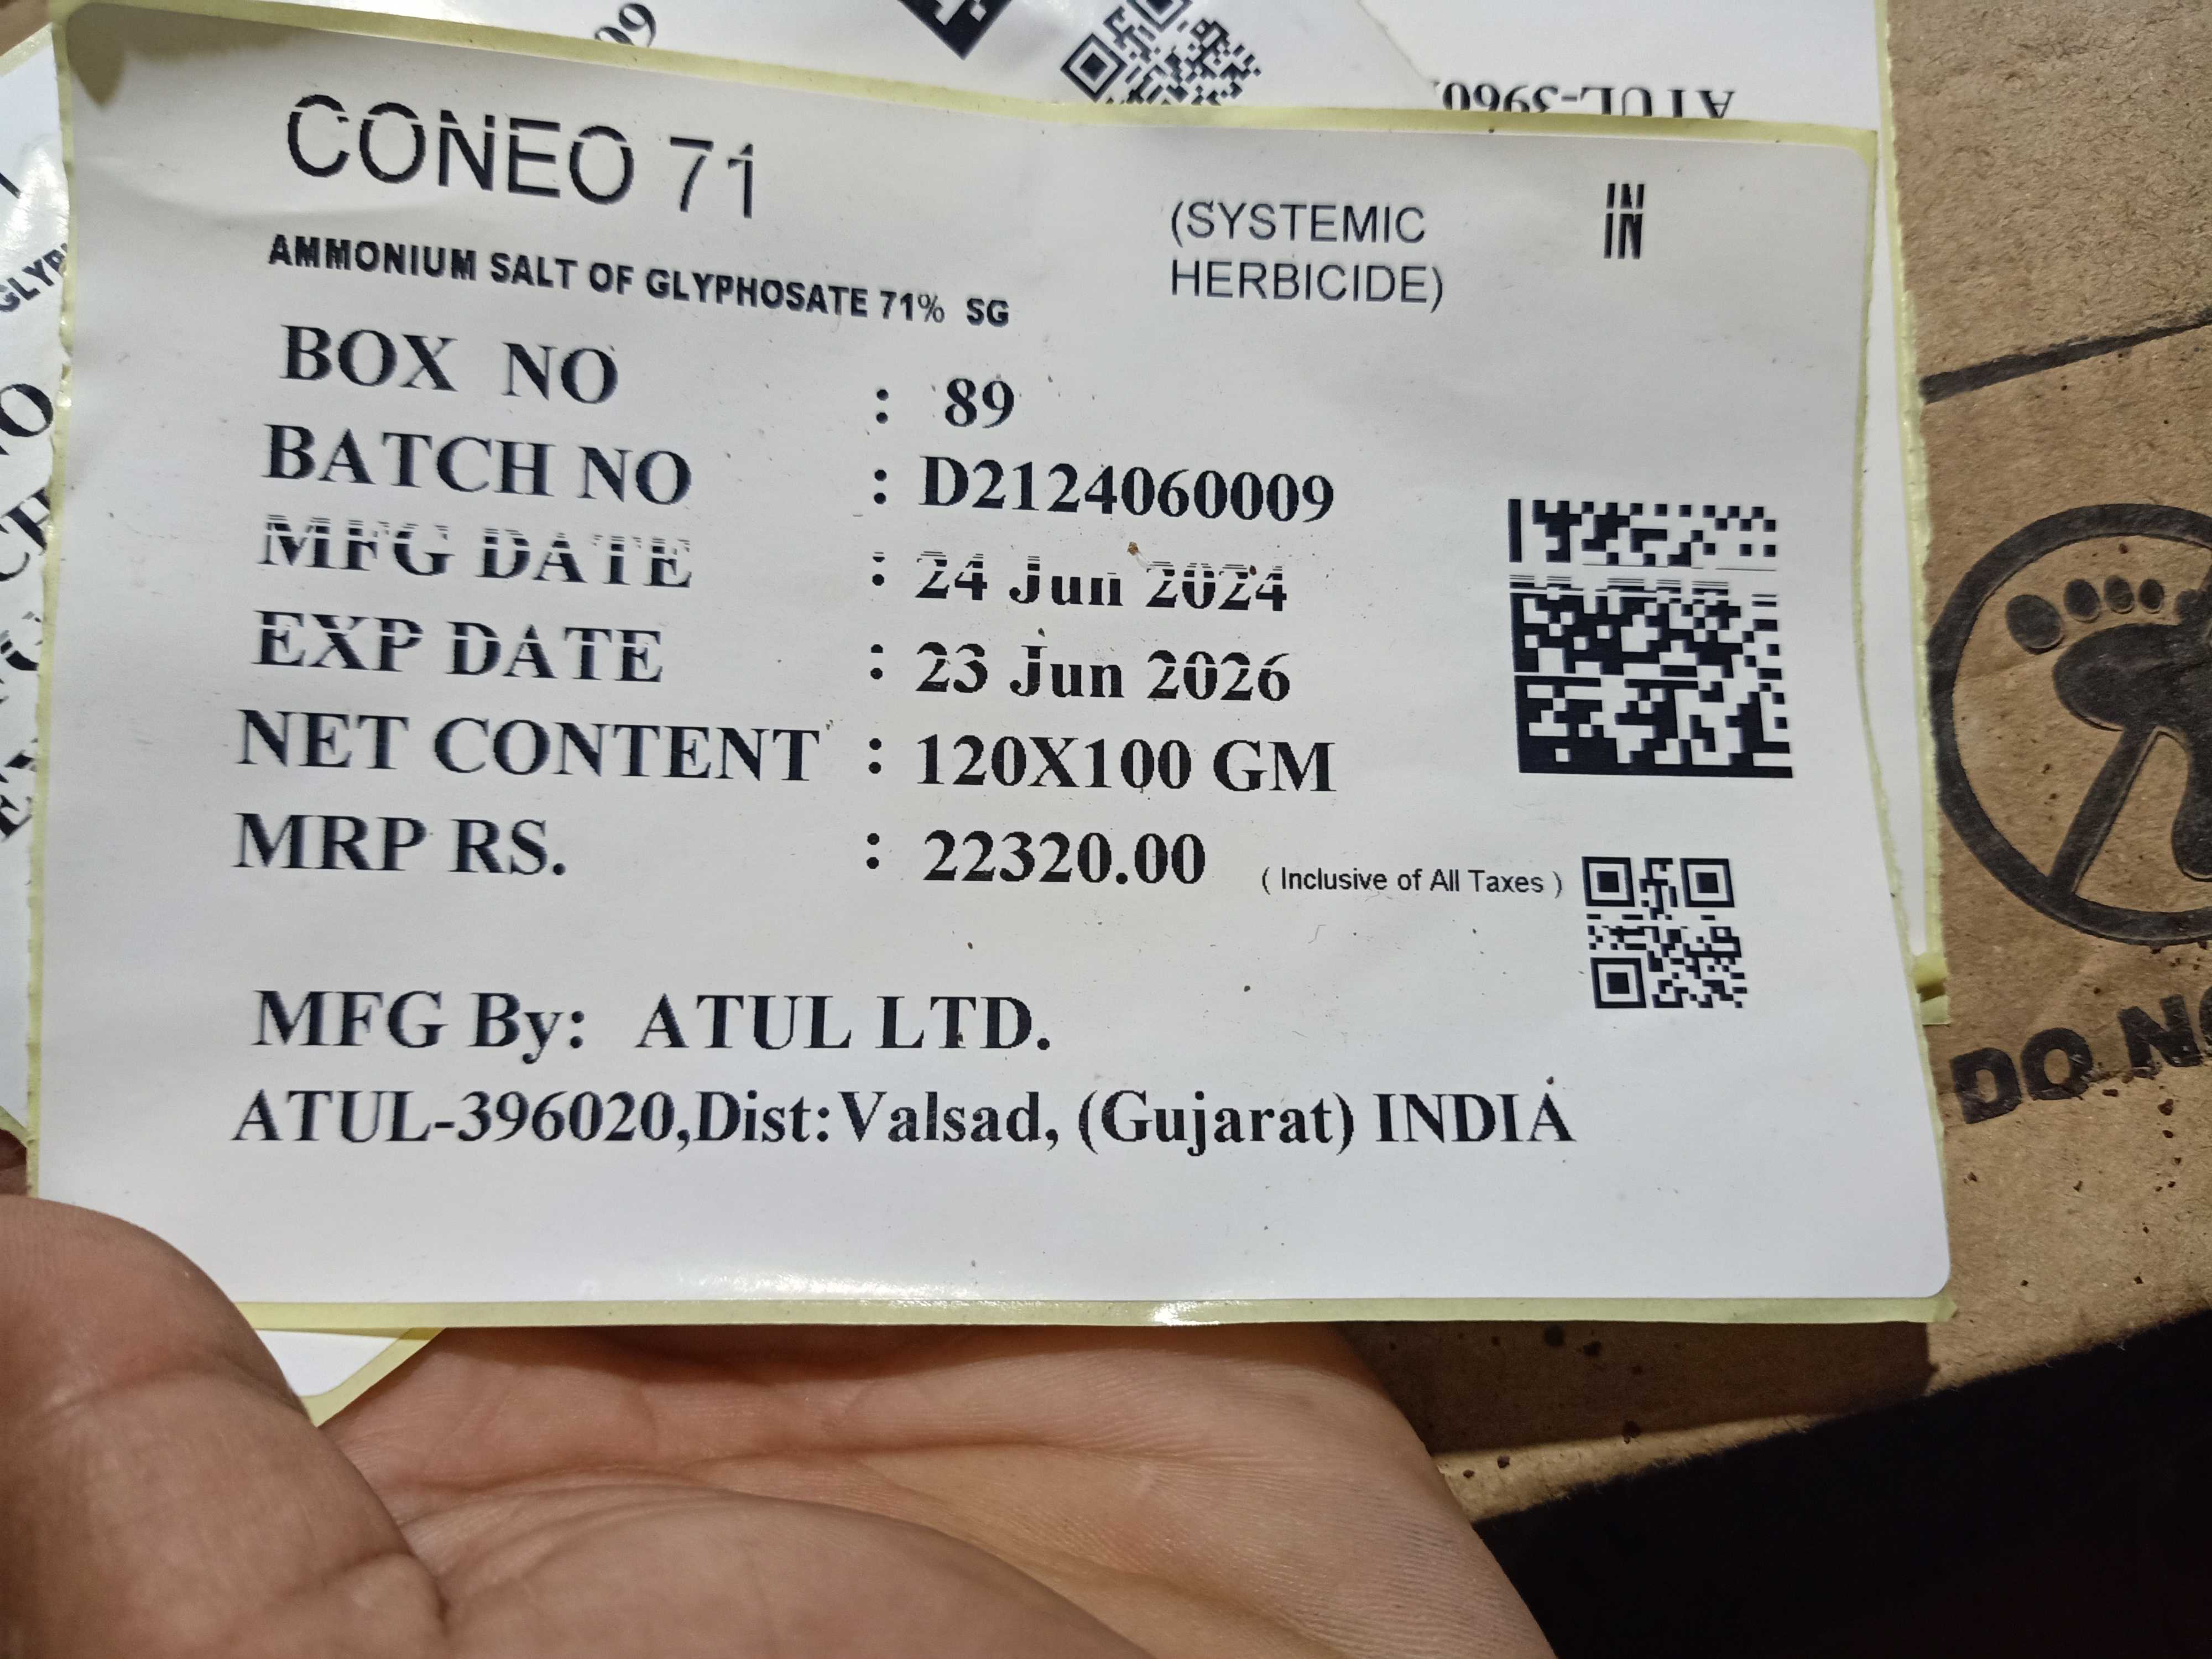 CONEO 71
(SYSTEMIC
HERBICIDE)
IN
AMMONIUM SALT OF GLYPHOSATE 71% SG
BOX NO : 89
BATCH NO : D2124060009
MFG DATE : 24 Jun 2024
EXP DATE : 23 Jun 2026
NET CONTENT : 120X100 GM
MRP RS. : 22320.00 ( Inclusive of All Taxes )
MFG By: ATUL LTD.
ATUL-396020,Dist:Valsad, (Gujarat) INDIA
DO